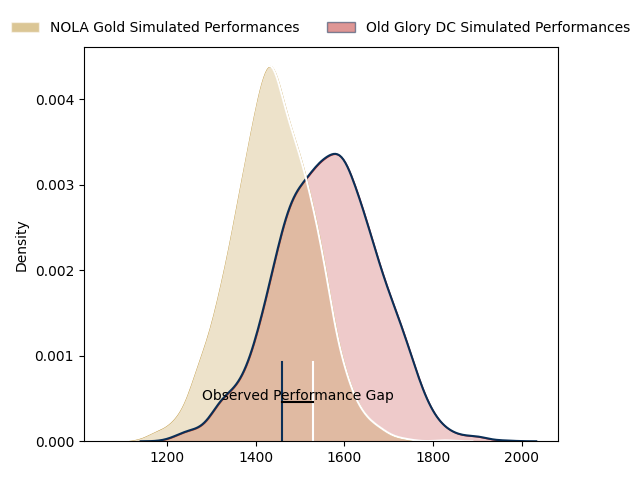 NOLA Gold Simulated Performances
Old Glory DC Simulated Performances
0.004
0.003
0.002
0.001
0.000
Density
Observed Performance Gap
1200
1400
1600
1800
2000